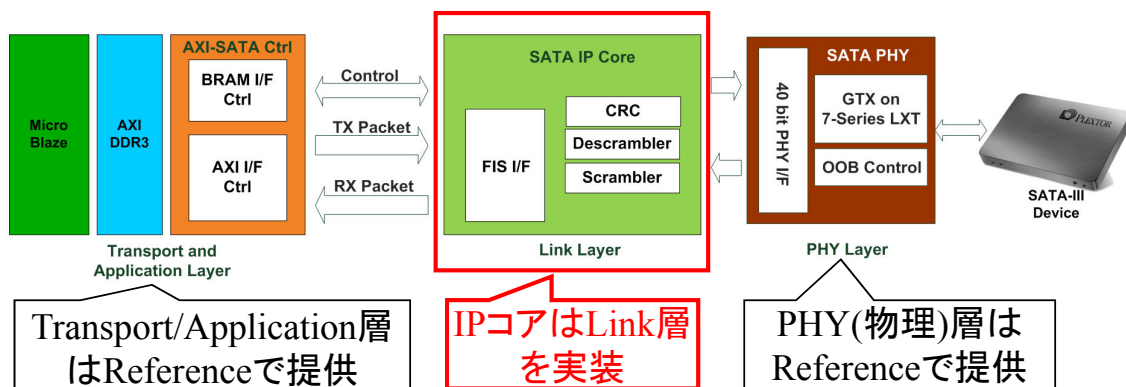 Micro
Blaze
AXI
DDR3
AXI-SATA Ctrl
BRAM I/F
Ctrl
AXI I/F
Ctrl
Control
TX Packet
RX Packet
SATA IP Core
FIS I/F
CRC
Descrambler
Scrambler
SATA PHY
40 bit PHY I/F
GTX on
7-Series LXT
OOB Control
PLEXTOR
SATA-III
Device
Transport and
Application Layer
Link Layer
PHY Layer
Transport/Application層
はReferenceで提供
IPコアはLink層
を実装
PHY(物理)層は
Referenceで提供